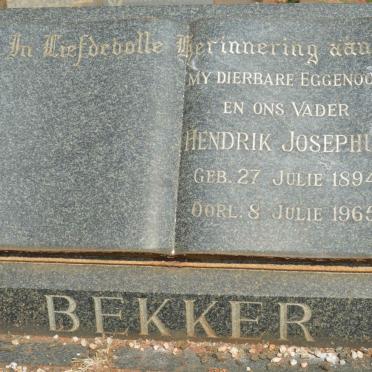 In Liefdevolle Herinnering aan
MY DIERBARE EGGENOO
EN ONS VADER
HENDRIK JOSEPHU
GEB. 27 JULIE 1894
OORL. 8 JULIE 1965
BEKKER